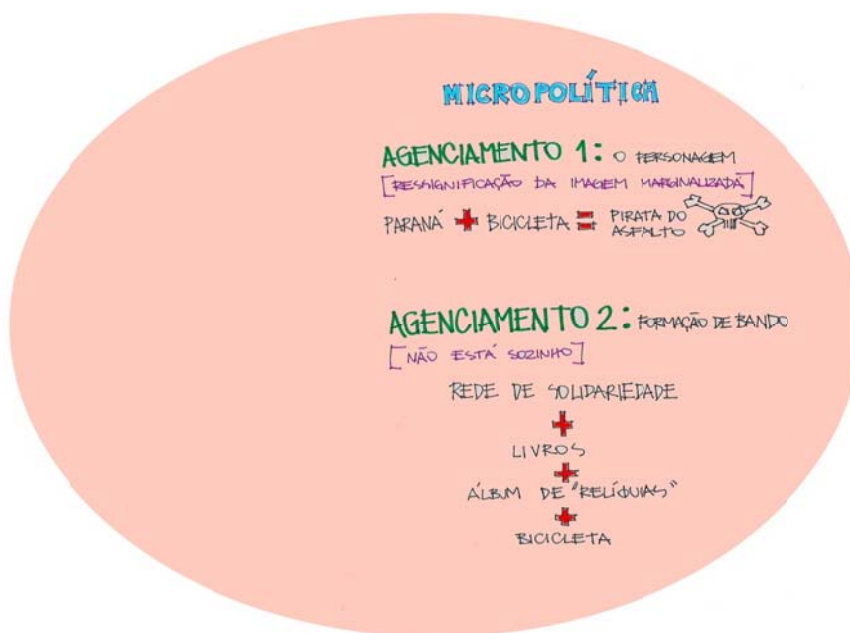 MICROPOLÍTICA
AGENCIAMENTO 1: O PERSONAGEM
[RESSIGNIFICAÇÃO DA IMAGEM MARGINALIZADA]
PARANÁ + BICICLETA = PIRATA DO
ASFALTO
AGENCIAMENTO 2: FORMAÇÃO DE BANDO
[NÃO ESTÁ SOZINHO]
REDE DE SOLIDARIEDADE
+
LIVROS
+
ÁLBUM DE "RELÍQUIAS"
+
BICICLETA